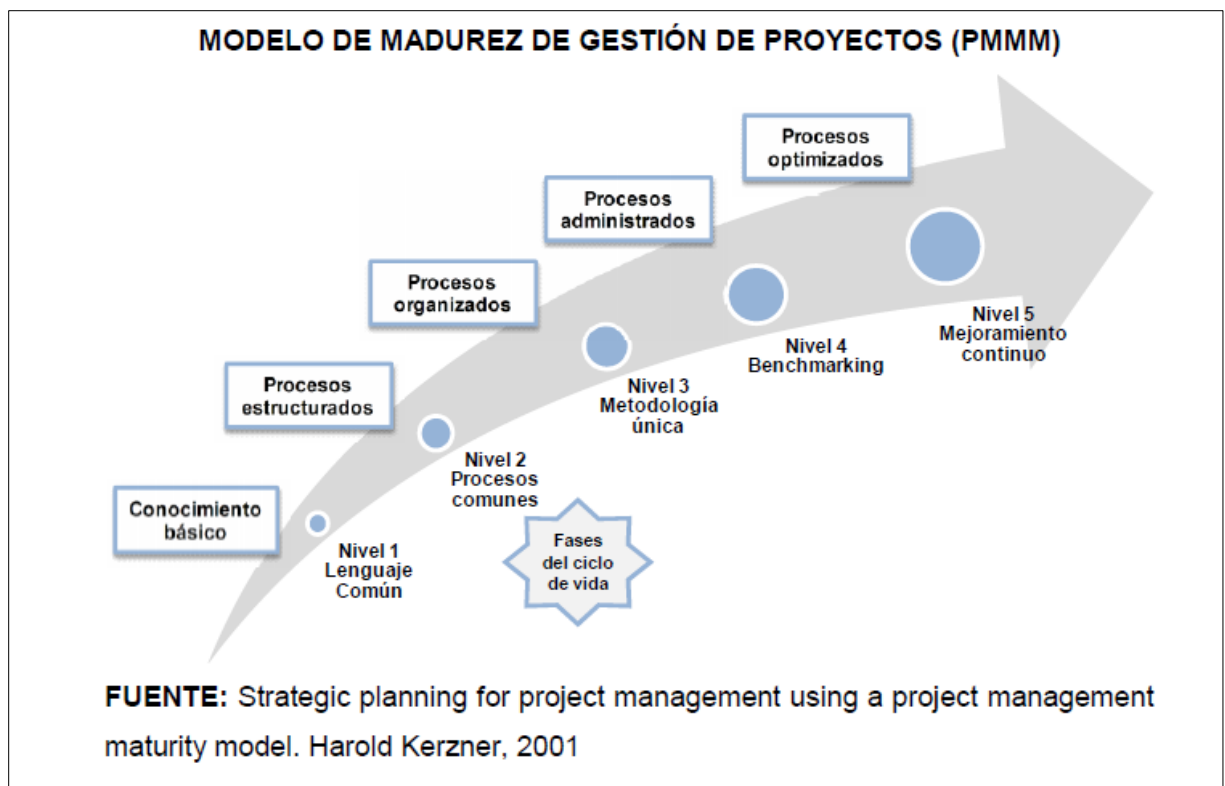 MODELO DE MADUREZ DE GESTIÓN DE PROYECTOS (PMMM)
Procesos
optimizados
Procesos
administrados
Procesos
organizados
Procesos
estructurados
Conocimiento
básico
Nivel 1
Lenguaje
Común
Nivel 2
Procesos
comunes
Nivel 3
Metodología
única
Nivel 4
Benchmarking
Nivel 5
Mejoramiento
continuo
Fases
del ciclo
de vida
FUENTE: Strategic planning for project management using a project management
maturity model. Harold Kerzner, 2001